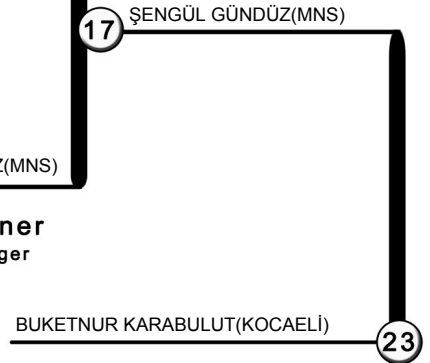 ŞENGÜL GÜNDÜZ(MNS)
17
Z(MNS)
ner
ger
BUKETNUR KARABULUT(KOCAELİ)
23